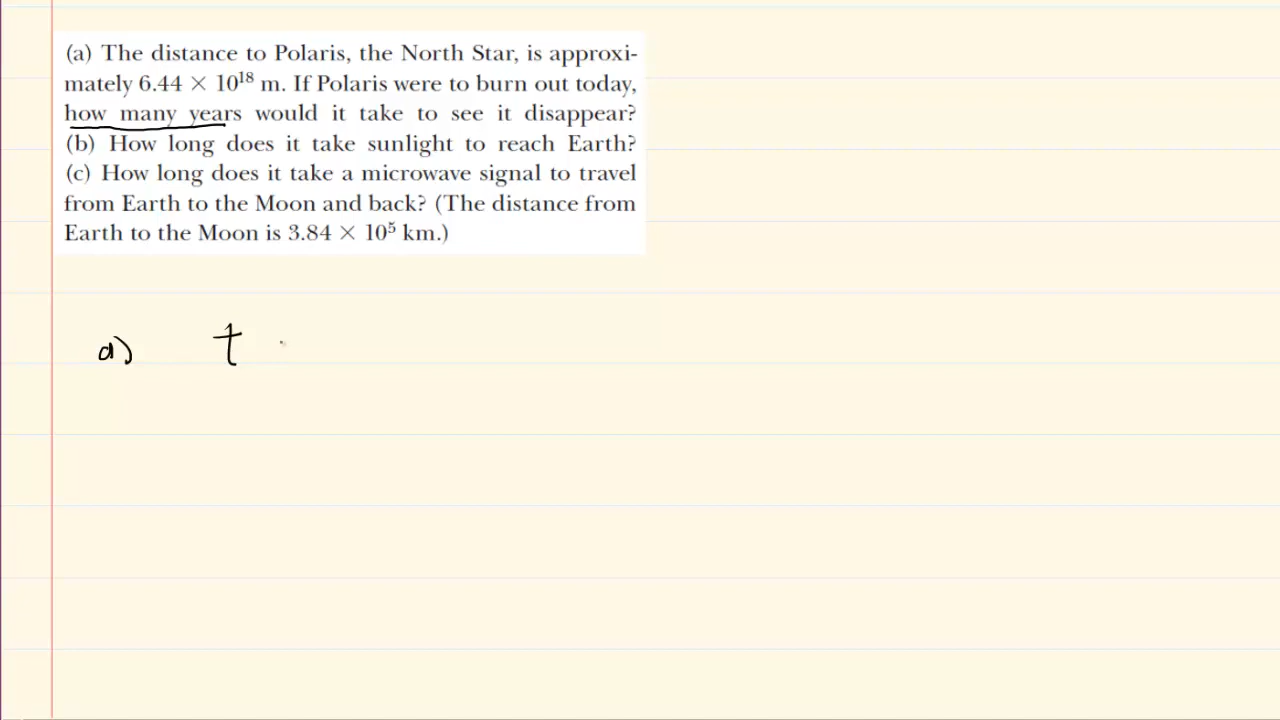 (a) The distance to Polaris, the North Star, is approxi-
mately 6.44 × 10¹⁸ m. If Polaris were to burn out today,
how many years would it take to see it disappear?
(b) How long does it take sunlight to reach Earth?
(c) How long does it take a microwave signal to travel
from Earth to the Moon and back? (The distance from
Earth to the Moon is 3.84 × 10⁵ km.)
a) t